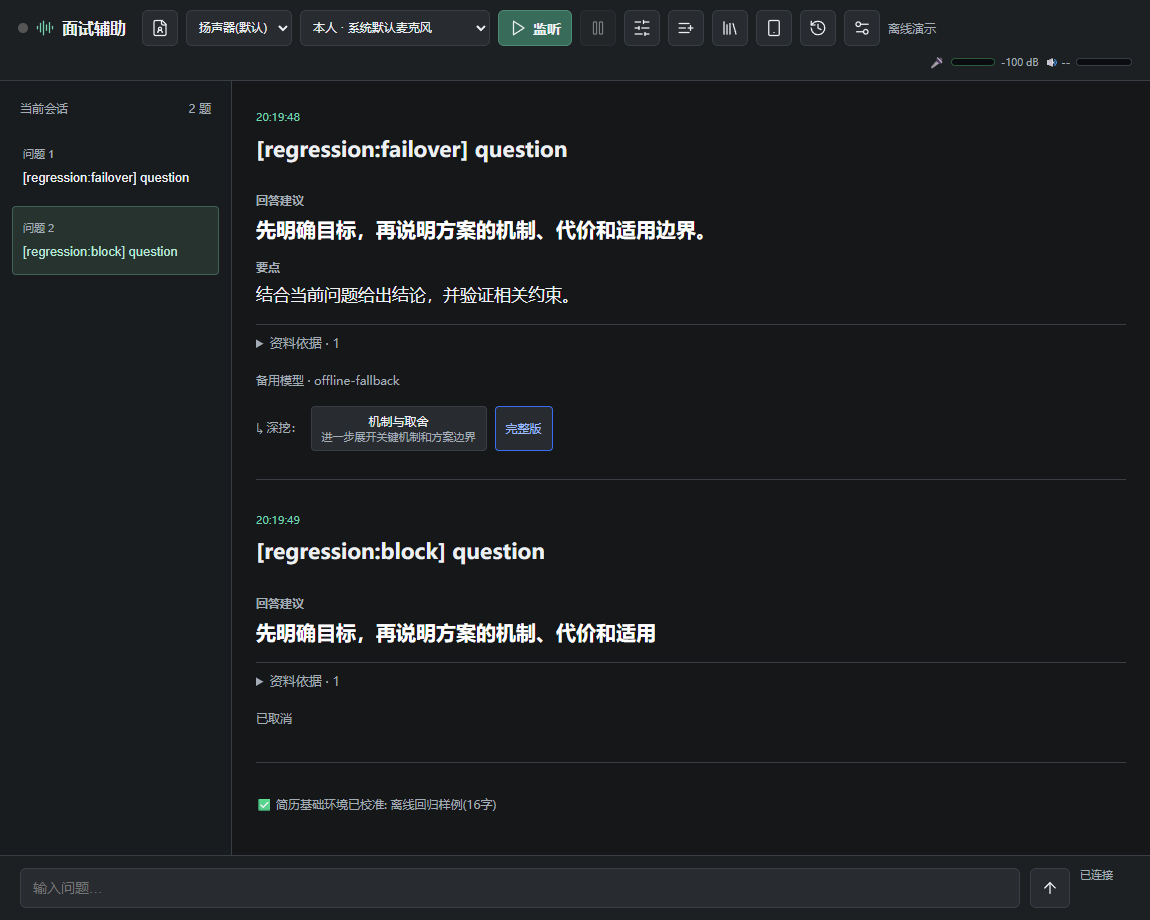 面试辅助
扬声器(默认)
本人 · 系统默认麦克风
监听
离线演示
-100 dB
--
当前会话
2 题
问题 1
[regression:failover] question
问题 2
[regression:block] question
20:19:48
[regression:failover] question
回答建议
先明确目标，再说明方案的机制、代价和适用边界。
要点
结合当前问题给出结论，并验证相关约束。
资料依据 · 1
备用模型 · offline-fallback
↳ 深挖：
机制与取舍
进一步展开关键机制和方案边界
完整版
20:19:49
[regression:block] question
回答建议
先明确目标，再说明方案的机制、代价和适用
资料依据 · 1
已取消
✅ 简历基础环境已校准: 离线回归样例(16字)
输入问题...
已连接